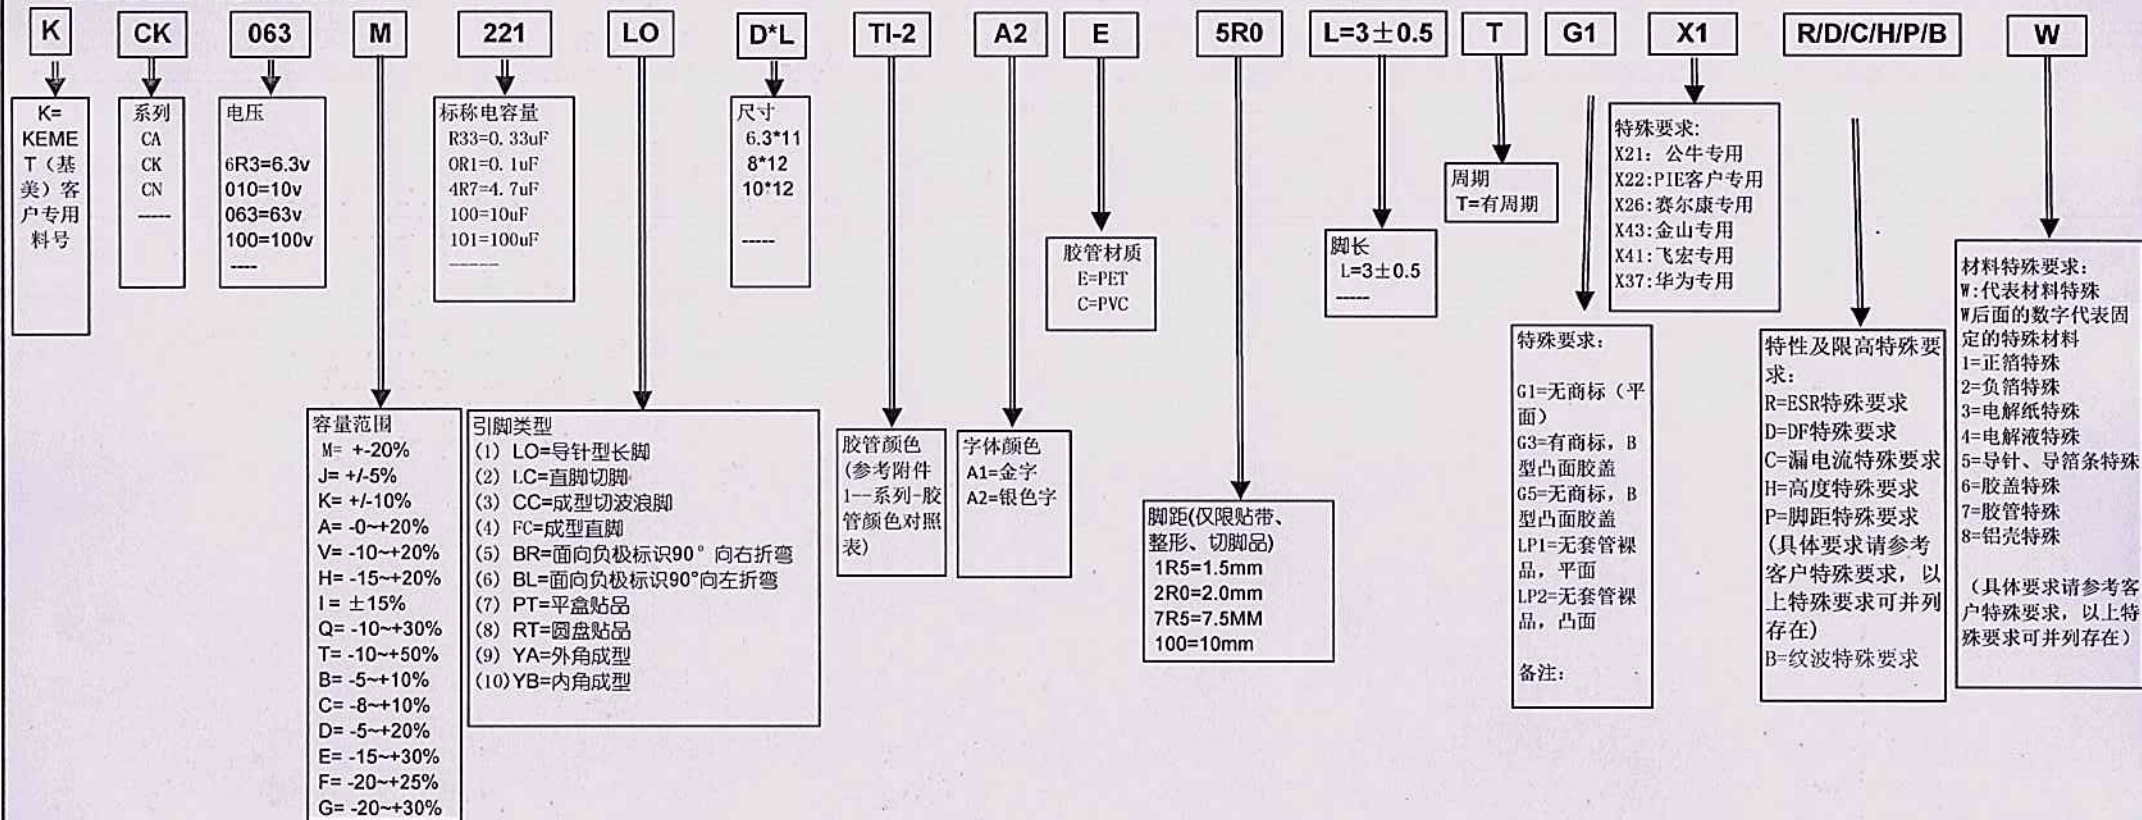 K
CK
063
M
221
LO
D*L
TI-2
A2
E
5R0
L=3±0.5
T
G1
X1
R/D/C/H/P/B
W
K=
KEME
T（基
美）客
户专用
料号
系列
CA
CK
CN
-----
电压
6R3=6.3v
010=10v
063=63v
100=100v
----
容量范围
M= +-20%
J= +/-5%
K= +/-10%
A= -0~+20%
V= -10~+20%
H= -15~+20%
I= ±15%
Q= -10~+30%
T= -10~+50%
B= -5~+10%
C= -8~+10%
D= -5~+20%
E= -15~+30%
F= -20~+25%
G= -20~+30%
标称电容量
R33=0.33uF
0R1=0.1uF
4R7=4.7uF
100=10uF
101=100uF
------
引脚类型
(1) LO=导针型长脚
(2) LC=直脚切脚
(3) CC=成型切波浪脚
(4) FC=成型直脚
(5) BR=面向负极标识90°向右折弯
(6) BL=面向负极标识90°向左折弯
(7) PT=平盒贴品
(8) RT=圆盘贴品
(9) YA=外角成型
(10)YB=内角成型
尺寸
6.3*11
8*12
10*12
-----
胶管颜色
(参考附件
1--系列-胶
管颜色对照
表)
字体颜色
A1=金字
A2=银色字
胶管材质
E=PET
C=PVC
脚距(仅限贴带、
整形、切脚品)
1R5=1.5mm
2R0=2.0mm
7R5=7.5MM
100=10mm
脚长
L=3±0.5
-----
周期
T=有周期
特殊要求：
G1=无商标（平
面）
G3=有商标，B
型凸面胶盖
G5=无商标，B
型凸面胶盖
LP1=无套管裸
品，平面
LP2=无套管裸
品，凸面
备注：
特殊要求:
X21: 公牛专用
X22:PIE客户专用
X26:赛尔康专用
X43:金山专用
X41:飞宏专用
X37:华为专用
特性及限高特殊要
求：
R=ESR特殊要求
D=DF特殊要求
C=漏电流特殊要求
H=高度特殊要求
P=脚距特殊要求
(具体要求请参考
客户特殊要求，以
上特殊要求可并列
存在)
B=纹波特殊要求
材料特殊要求：
W:代表材料特殊
W后面的数字代表固
定的特殊材料
1=正箔特殊
2=负箔特殊
3=电解纸特殊
4=电解液特殊
5=导针、导箔条特殊
6=胶盖特殊
7=胶管特殊
8=铝壳特殊
（具体要求请参考客
户特殊要求，以上特
殊要求可并列存在）